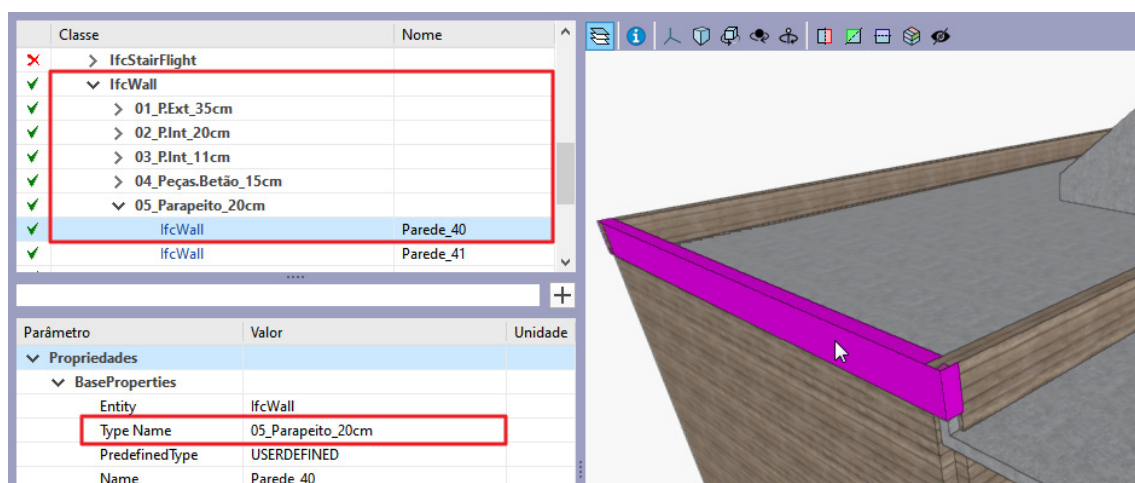 Classe Nome
IfcStairFlight
IfcWall
01_P.Ext_35cm
02_P.Int_20cm
03_P.Int_11cm
04_Peças.Betão_15cm
05_Parapeito_20cm
IfcWall Parede_40
IfcWall Parede_41
Parâmetro Valor Unidade
Propriedades
BaseProperties
Entity IfcWall
Type Name 05_Parapeito_20cm
PredefinedType USERDEFINED
Name Parede_40